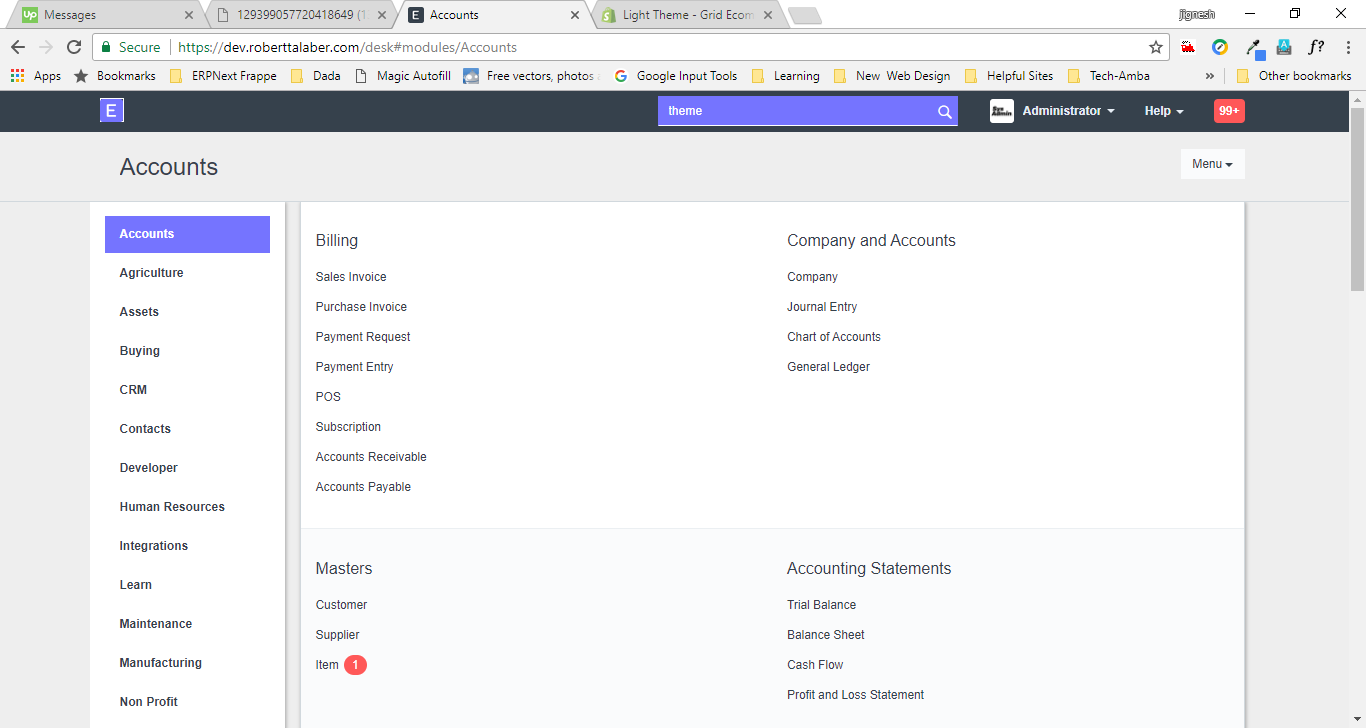 Messages
129399057720418649 (1
Accounts
Light Theme - Grid Ecom
jignesh
Secure
https://dev.roberttalaber.com/desk#modules/Accounts
f?
Apps
Bookmarks
ERPNext Frappe
Dada
Magic Autofill
Free vectors, photos
Google Input Tools
Learning
New Web Design
Helpful Sites
Tech-Amba
»
Other bookmarks
E
theme
Administrator
Help
99+
Accounts
Menu
Accounts
Agriculture
Assets
Buying
CRM
Contacts
Developer
Human Resources
Integrations
Learn
Maintenance
Manufacturing
Non Profit
Billing
Sales Invoice
Purchase Invoice
Payment Request
Payment Entry
POS
Subscription
Accounts Receivable
Accounts Payable
Company and Accounts
Company
Journal Entry
Chart of Accounts
General Ledger
Masters
Customer
Supplier
Item 1
Accounting Statements
Trial Balance
Balance Sheet
Cash Flow
Profit and Loss Statement